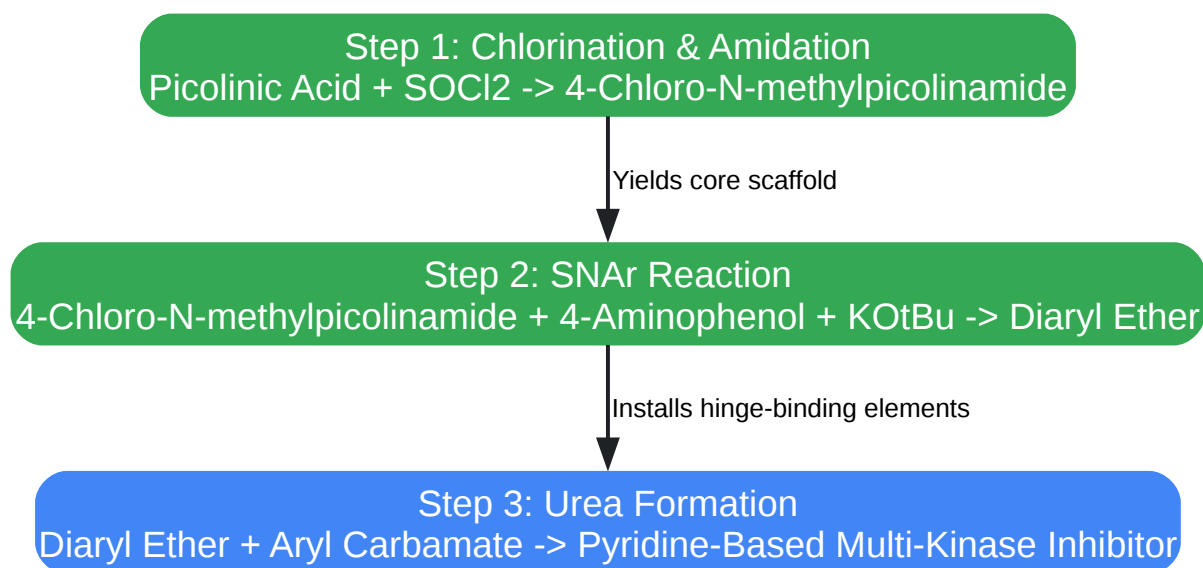 Step 1: Chlorination & Amidation
Picolinic Acid + SOCl2 -> 4-Chloro-N-methylpicolinamide
Yields core scaffold
Step 2: SNAr Reaction
4-Chloro-N-methylpicolinamide + 4-Aminophenol + KOtBu -> Diaryl Ether
Installs hinge-binding elements
Step 3: Urea Formation
Diaryl Ether + Aryl Carbamate -> Pyridine-Based Multi-Kinase Inhibitor